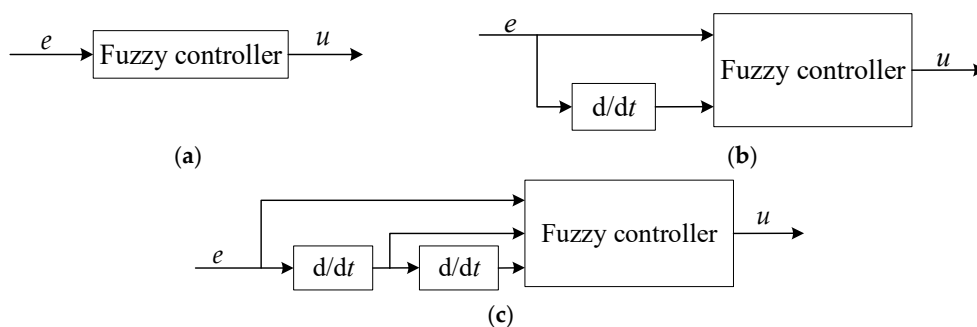 e
Fuzzy controller
u
(a)
e
d/dt
Fuzzy controller
u
(b)
e
d/dt
d/dt
Fuzzy controller
u
(c)